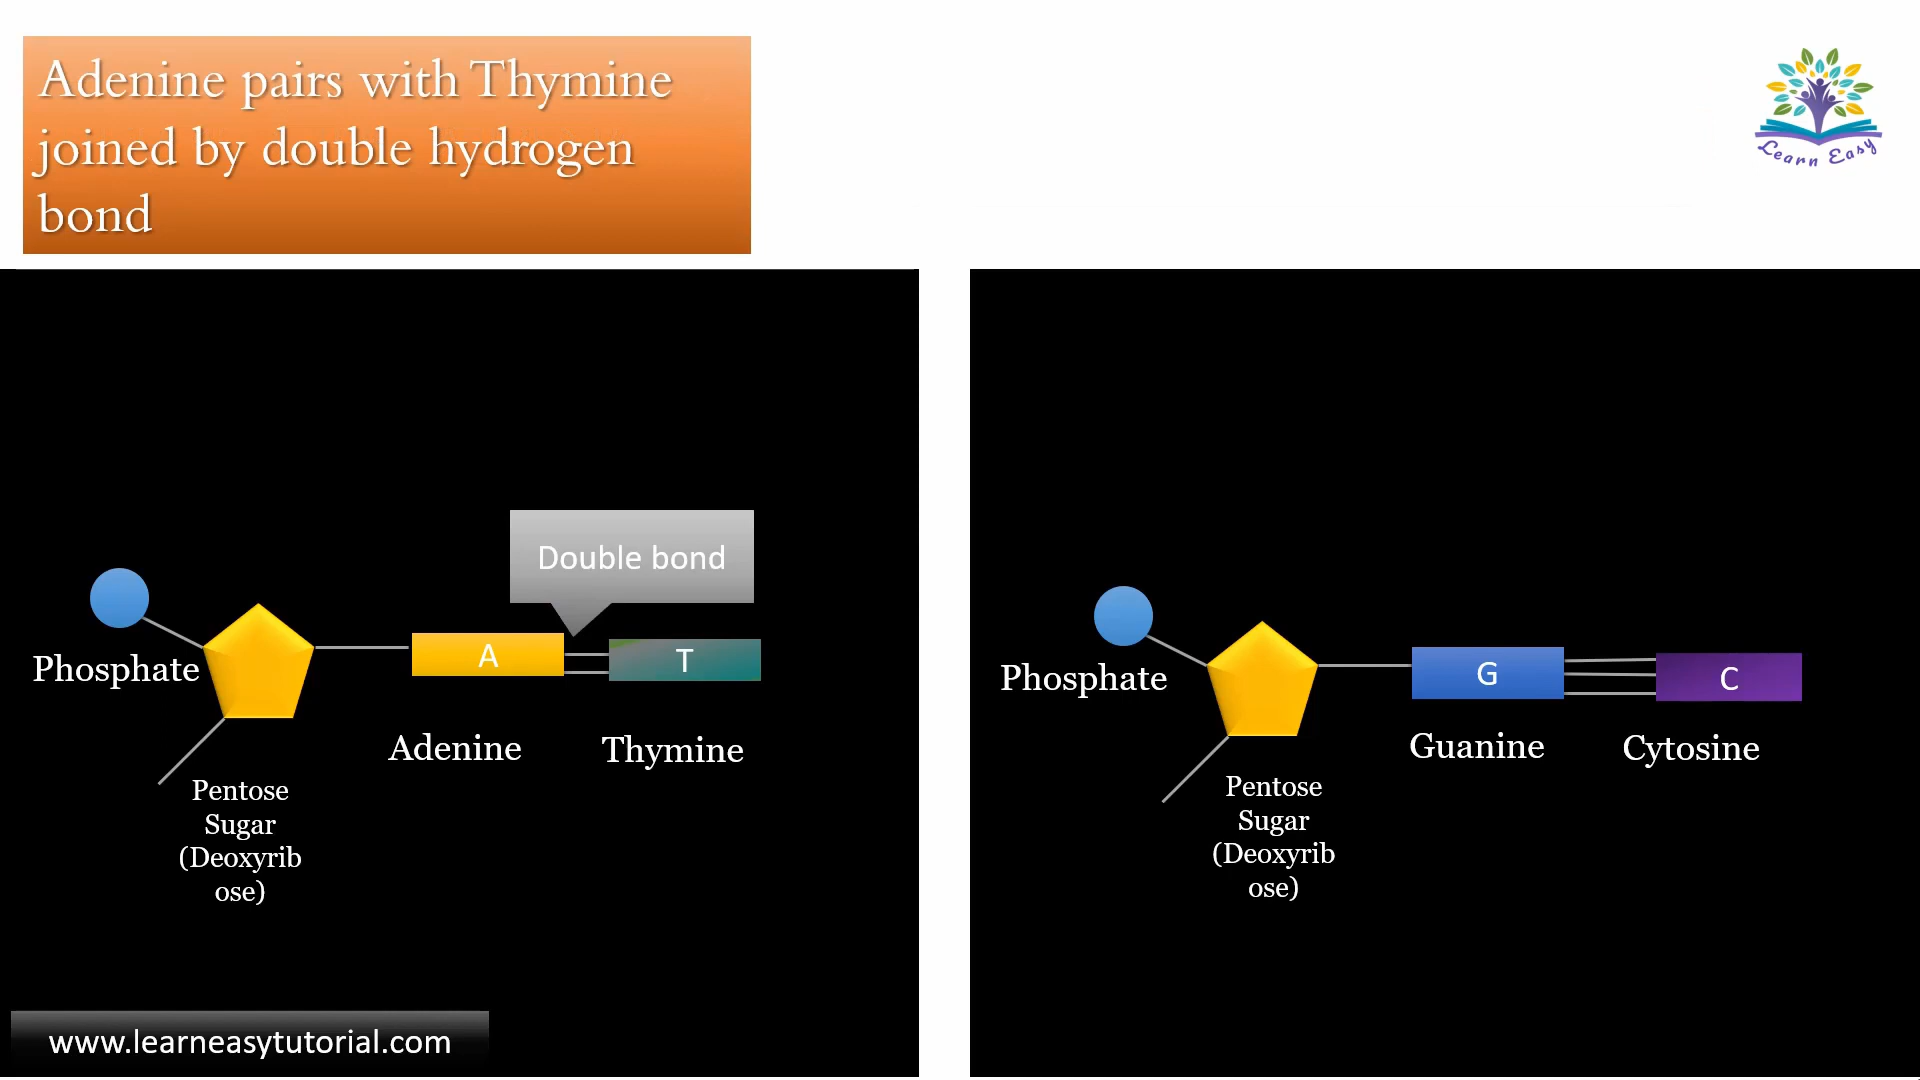 Adenine pairs with Thymine
joined by double hydrogen
bond
Learn Easy
Double bond
A
T
Phosphate
Adenine
Thymine
Pentose
Sugar
(Deoxyrib
ose)
G
C
Phosphate
Guanine
Cytosine
Pentose
Sugar
(Deoxyrib
ose)
www.learneasytutorial.com